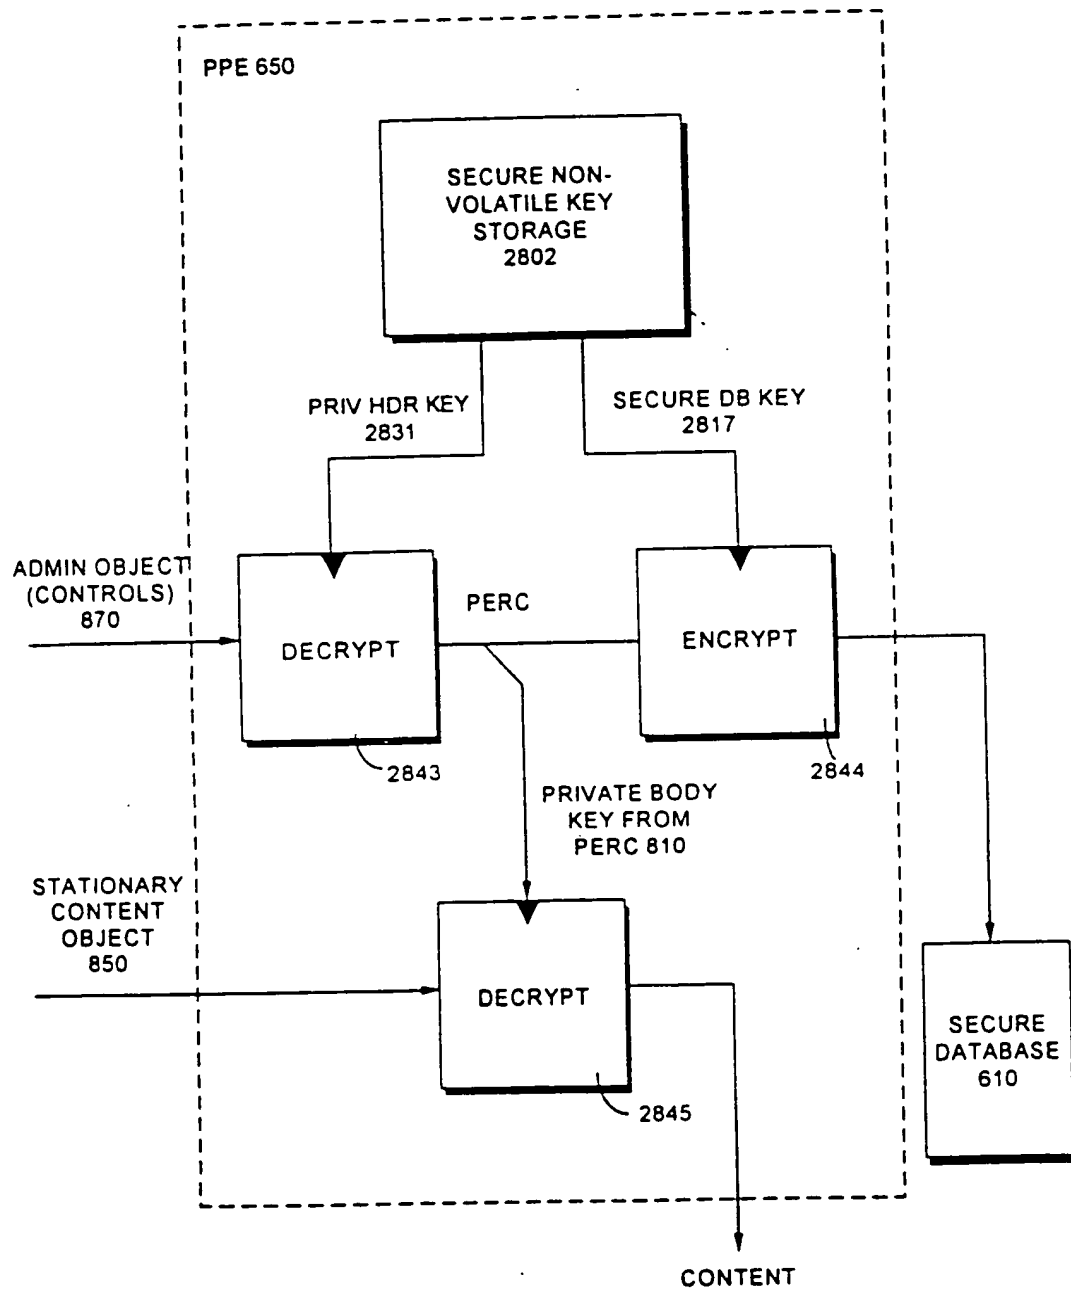 PPE 650
SECURE NON-
VOLATILE KEY
STORAGE
2802
PRIV HDR KEY
2831
SECURE DB KEY
2817
ADMIN OBJECT
(CONTROLS)
870
DECRYPT
2843
PERC
ENCRYPT
2844
PRIVATE BODY
KEY FROM
PERC 810
STATIONARY
CONTENT
OBJECT
850
DECRYPT
2845
SECURE
DATABASE
610
CONTENT